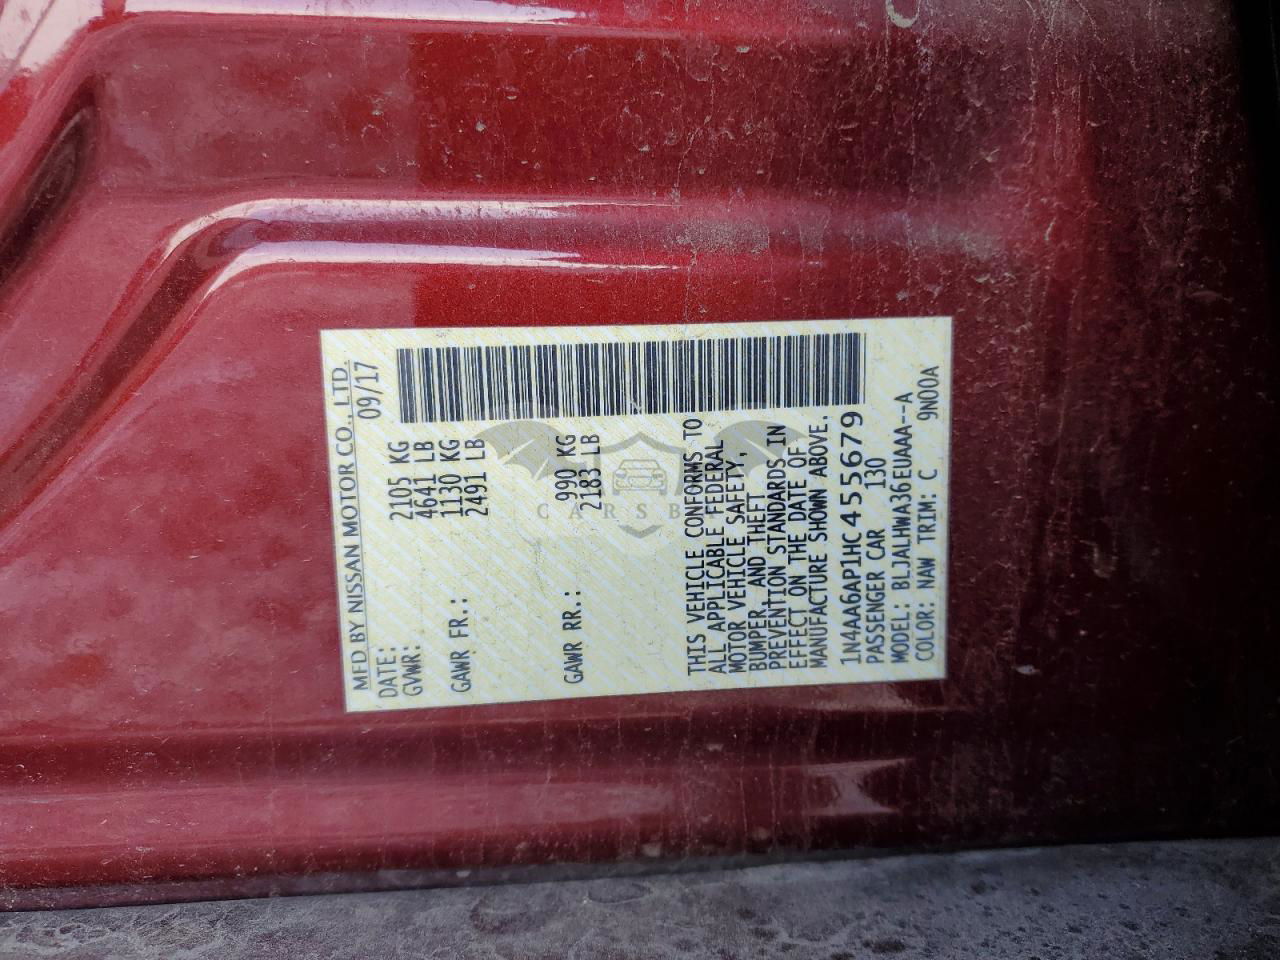 MFD BY NISSAN MOTOR CO., LTD.
DATE: 09/17
GVWR: 2105 KG
4641 LB
GAWR FR.: 1130 KG
2491 LB
GAWR RR.: 990 KG
2183 LB
THIS VEHICLE CONFORMS TO
ALL APPLICABLE FEDERAL
MOTOR VEHICLE SAFETY,
BUMPER, AND THEFT
PREVENTION STANDARDS IN
EFFECT ON THE DATE OF
MANUFACTURE SHOWN ABOVE.
1N4AA6AP1HC455679
PASSENGER CAR 130
MODEL: BLJALHWA36EUAAA--A
COLOR: NAW TRIM: C 9N00A